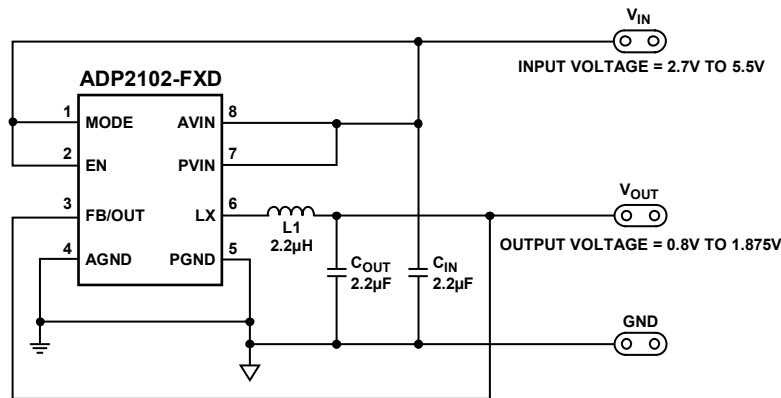 VIN
INPUT VOLTAGE = 2.7V TO 5.5V
ADP2102-FXD
1 MODE AVIN 8
2 EN PVIN 7
3 FB/OUT LX 6
4 AGND PGND 5
L1
2.2µH
VOUT
OUTPUT VOLTAGE = 0.8V TO 1.875V
COUT
2.2µF
CIN
2.2µF
GND